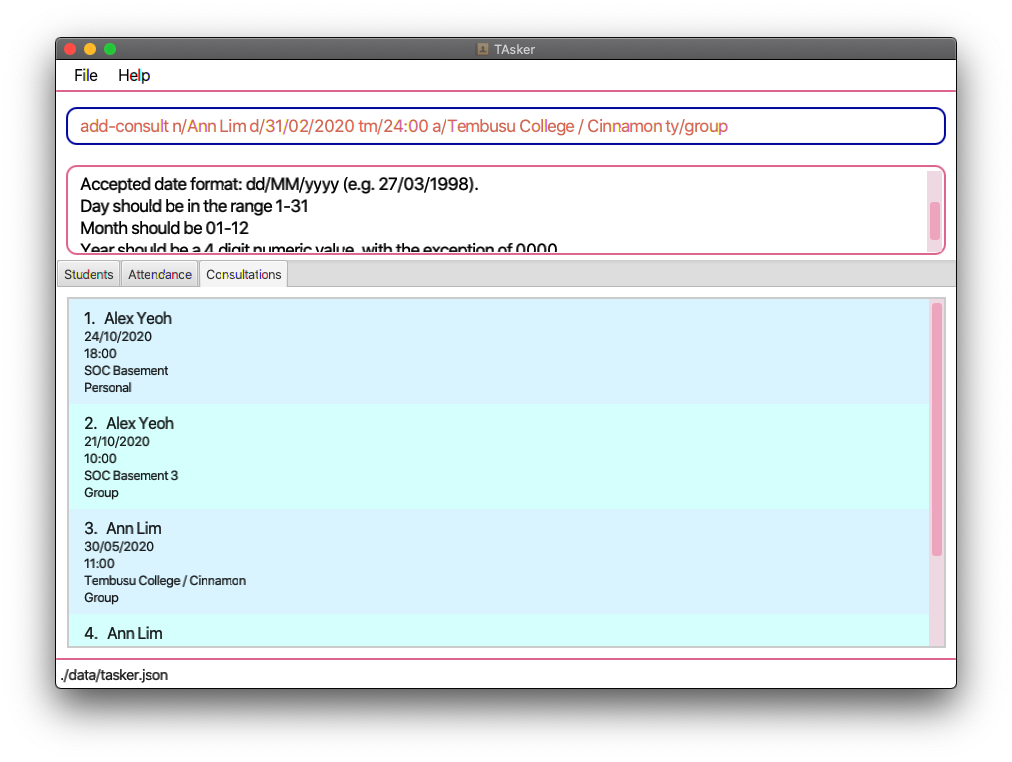 TAsker
File Help
add-consult n/Ann Lim d/31/02/2020 tm/24:00 a/Tembusu College / Cinnamon ty/group
Accepted date format: dd/MM/yyyy (e.g. 27/03/1998).
Day should be in the range 1-31
Month should be 01-12
Year should be a 4 digit numeric value, with the exception of 0000
Students Attendance Consultations
1. Alex Yeoh
24/10/2020
18:00
SOC Basement
Personal
2. Alex Yeoh
21/10/2020
10:00
SOC Basement 3
Group
3. Ann Lim
30/05/2020
11:00
Tembusu College / Cinnamon
Group
4. Ann Lim
./data/tasker.json